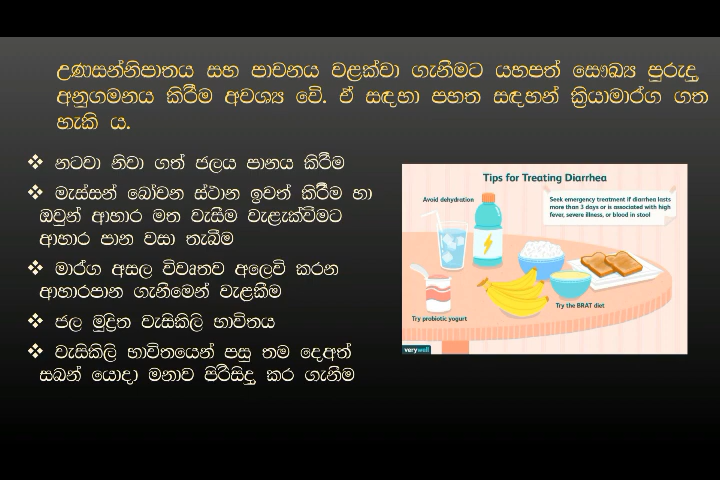 උණසන්නිපාතය සහ පාචනය වළක්වා ගැනීමට යහපත් සෞඛ්‍ය පුරුදු
අනුගමනය කිරීම අවශ්‍ය වේ. ඒ සඳහා පහත සඳහන් ක්‍රියාමාර්ග ගත
හැකි ය.
❖ නටවා නිවා ගත් ජලය පානය කිරීම
❖ මැස්සන් බෝවන ස්ථාන ඉවත් කිරීම හා
ඔවුන් ආහාර මත වැසීම වැළැක්වීමට
ආහාර පාන වසා තැබීම
❖ මාර්ග අසල විවෘතව අලෙවි කරන
ආහාරපාන ගැනීමෙන් වැළකීම
❖ ජල මුද්‍රිත වැසිකිලි භාවිතය
❖ වැසිකිලි භාවිතයෙන් පසු තම දෙඅත්
සබන් යොදා මනාව පිරිසිදු කර ගැනීම
Tips for Treating Diarrhea
Avoid dehydration
Seek emergency treatment if diarrhea lasts
more than 3 days or is associated with high
fever, severe illness, or blood in stool
Try the BRAT diet
Try probiotic yogurt
verywell